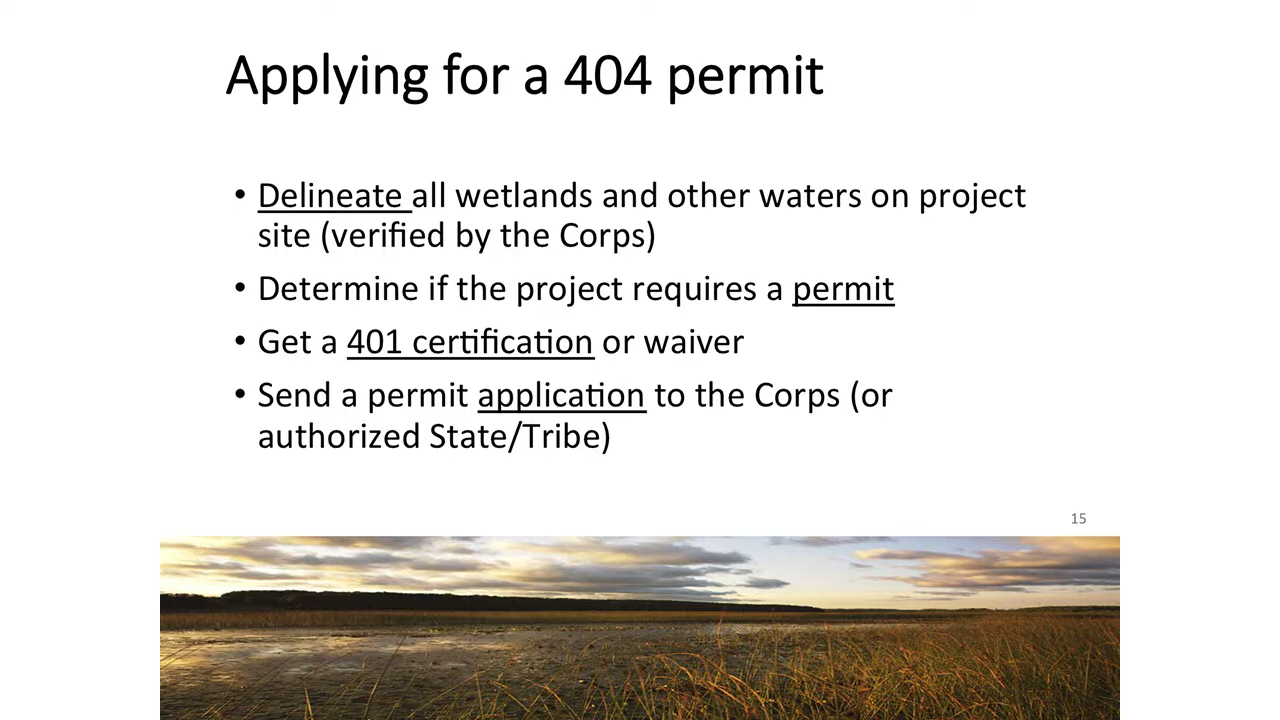 Applying for a 404 permit
• Delineate all wetlands and other waters on project
site (verified by the Corps)
• Determine if the project requires a permit
• Get a 401 certification or waiver
• Send a permit application to the Corps (or
authorized State/Tribe)
15